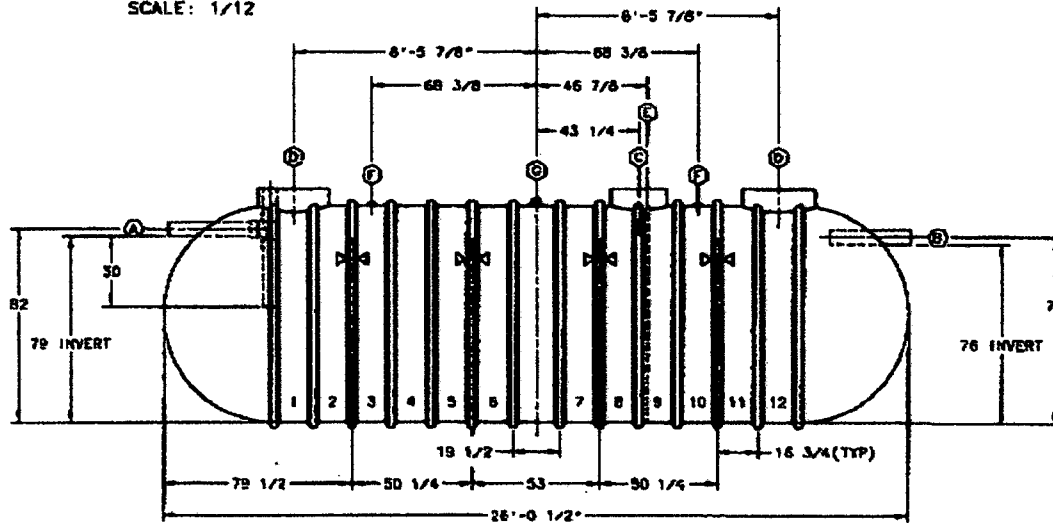 SCALE: 1/12
8'-5 7/8"
8'-5 7/8" 68 3/8
68 3/8 46 7/8
E
43 1/4
D F G C F D
A B
30
82
79 INVERT 76 INVERT
7
1 2 3 4 5 6 7 8 9 10 11 12
19 1/2 16 3/4(TYP)
79 1/2 50 1/4 53 50 1/4
26'-0 1/2"